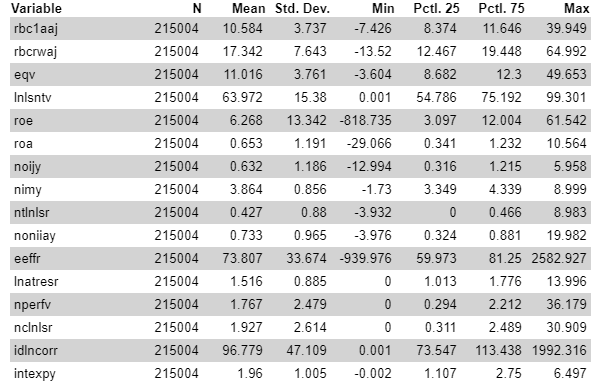 Variable N Mean Std. Dev. Min Pctl. 25 Pctl. 75 Max
rbc1aaj 215004 10.584 3.737 -7.426 8.374 11.646 39.949
rbcrwaj 215004 17.342 7.643 -13.52 12.467 19.448 64.992
eqv 215004 11.016 3.761 -3.604 8.682 12.3 49.653
lnlsntv 215004 63.972 15.38 0.001 54.786 75.192 99.301
roe 215004 6.268 13.342 -818.735 3.097 12.004 61.542
roa 215004 0.653 1.191 -29.066 0.341 1.232 10.564
noijy 215004 0.632 1.186 -12.994 0.316 1.215 5.958
nimy 215004 3.864 0.856 -1.73 3.349 4.339 8.999
ntlnlsr 215004 0.427 0.88 -3.932 0 0.466 8.983
noniiay 215004 0.733 0.965 -3.976 0.324 0.881 19.982
eeffr 215004 73.807 33.674 -939.976 59.973 81.25 2582.927
lnatresr 215004 1.516 0.885 0 1.013 1.776 13.996
nperfv 215004 1.767 2.479 0 0.294 2.212 36.179
nclnlsr 215004 1.927 2.614 0 0.311 2.489 30.909
idlncorr 215004 96.779 47.109 0.001 73.547 113.438 1992.316
intexpy 215004 1.96 1.005 -0.002 1.107 2.75 6.497